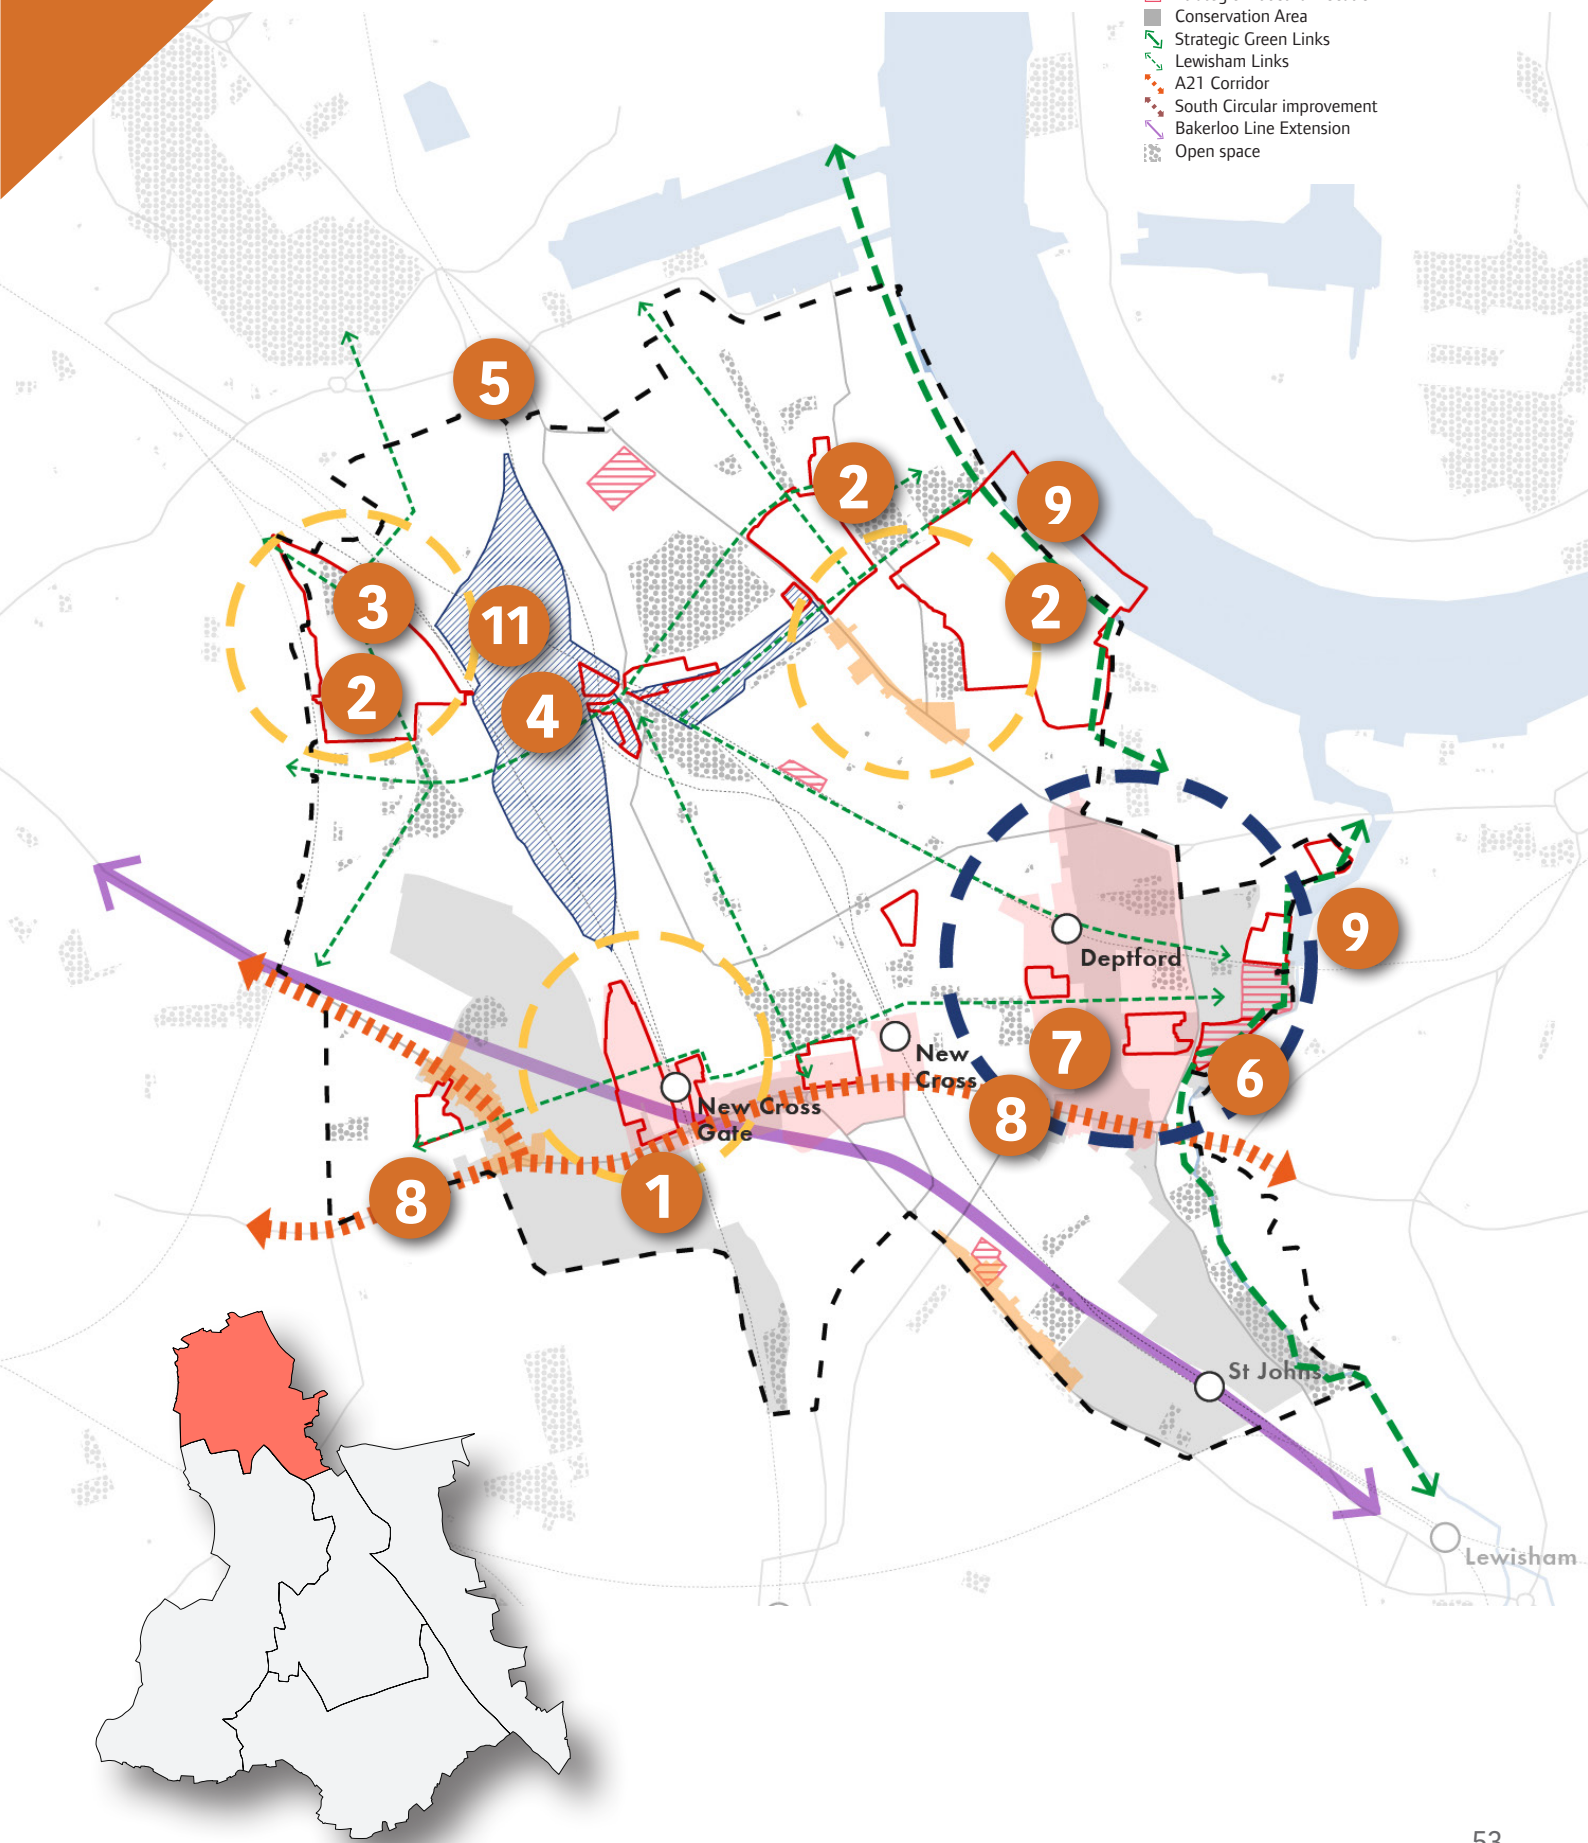 Conservation Area
Strategic Green Links
Lewisham Links
A21 Corridor
South Circular improvement
Bakerloo Line Extension
Open space
5
2
9
3
11
2
2
4
Deptford
9
New
Cross
7
6
New Cross
Gate
8
8
1
St Johns
Lewisham
53